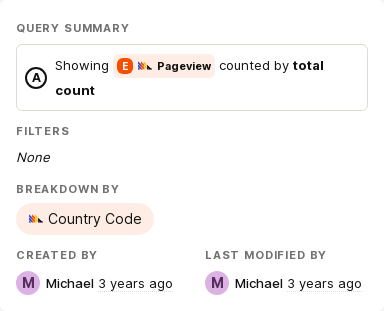 QUERY SUMMARY
A Showing E Pageview counted by total
count
FILTERS
None
BREAKDOWN BY
Country Code
CREATED BY LAST MODIFIED BY
M Michael 3 years ago M Michael 3 years ago